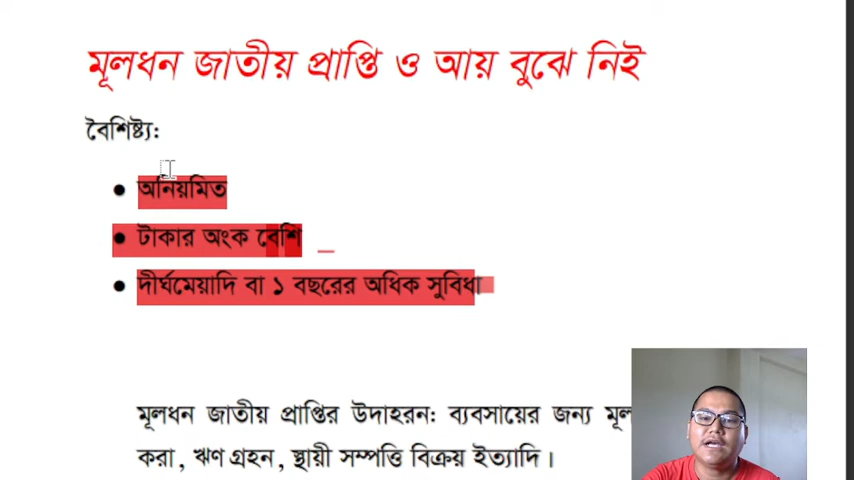 মূলধন জাতীয় প্রাপ্তি ও আয় বুঝে নিই
বৈশিষ্ট্য:
● অনিয়মিত
● টাকার অংক বেশি
● দীর্ঘমেয়াদি বা ১ বছরের অধিক সুবিধা
মূলধন জাতীয় প্রাপ্তির উদাহরন: ব্যবসায়ের জন্য
করা, ঋণ গ্রহন, স্থায়ী সম্পত্তি বিক্রয় ইত্যাদি।